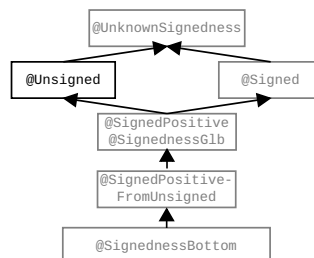 @UnknownSignedness
@Unsigned
@Signed
@SignedPositive
@SignednessGlb
@SignedPositive-
FromUnsigned
@SignednessBottom